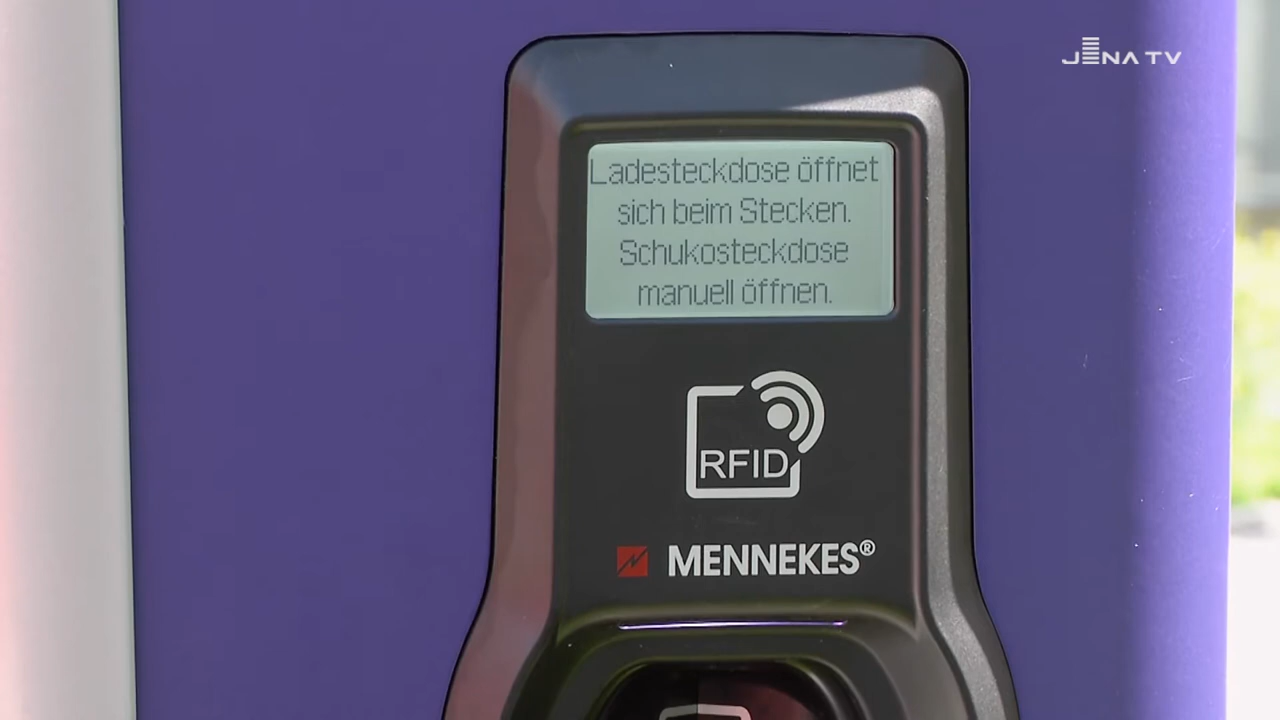 JENA TV
Ladesteckdose öffnet
sich beim Stecken.
Schukosteckdose
manuell öffnen.
RFID
MENNEKES®